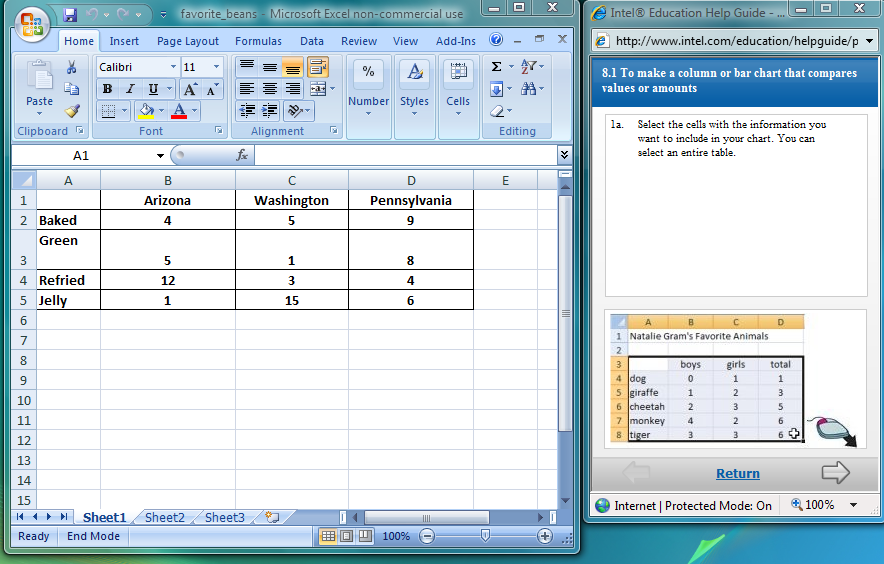 favorite_beans - Microsoft Excel non-commercial use
Home Insert Page Layout Formulas Data Review View Add-Ins
Paste
Calibri 11
B I U A A
A
%
Number
A
Styles
Cells
Σ
Clipboard Font Alignment Editing
A1 fx
A B C D E
1 Arizona Washington Pennsylvania
2 Baked 4 5 9
Green
3 5 1 8
4 Refried 12 3 4
5 Jelly 1 15 6
6
7
8
9
10
11
12
13
14
15
Sheet1 Sheet2 Sheet3
Ready End Mode 100%
Intel® Education Help Guide - ...
http://www.intel.com/education/helpguide/p
8.1 To make a column or bar chart that compares
values or amounts
1a. Select the cells with the information you
want to include in your chart. You can
select an entire table.
A B C D
1 Natalie Gram's Favorite Animals
2
3 boys girls total
4 dog 0 1 1
5 giraffe 1 2 3
6 cheetah 2 3 5
7 monkey 4 2 6
8 tiger 3 3 6
Return
Internet | Protected Mode: On 100%